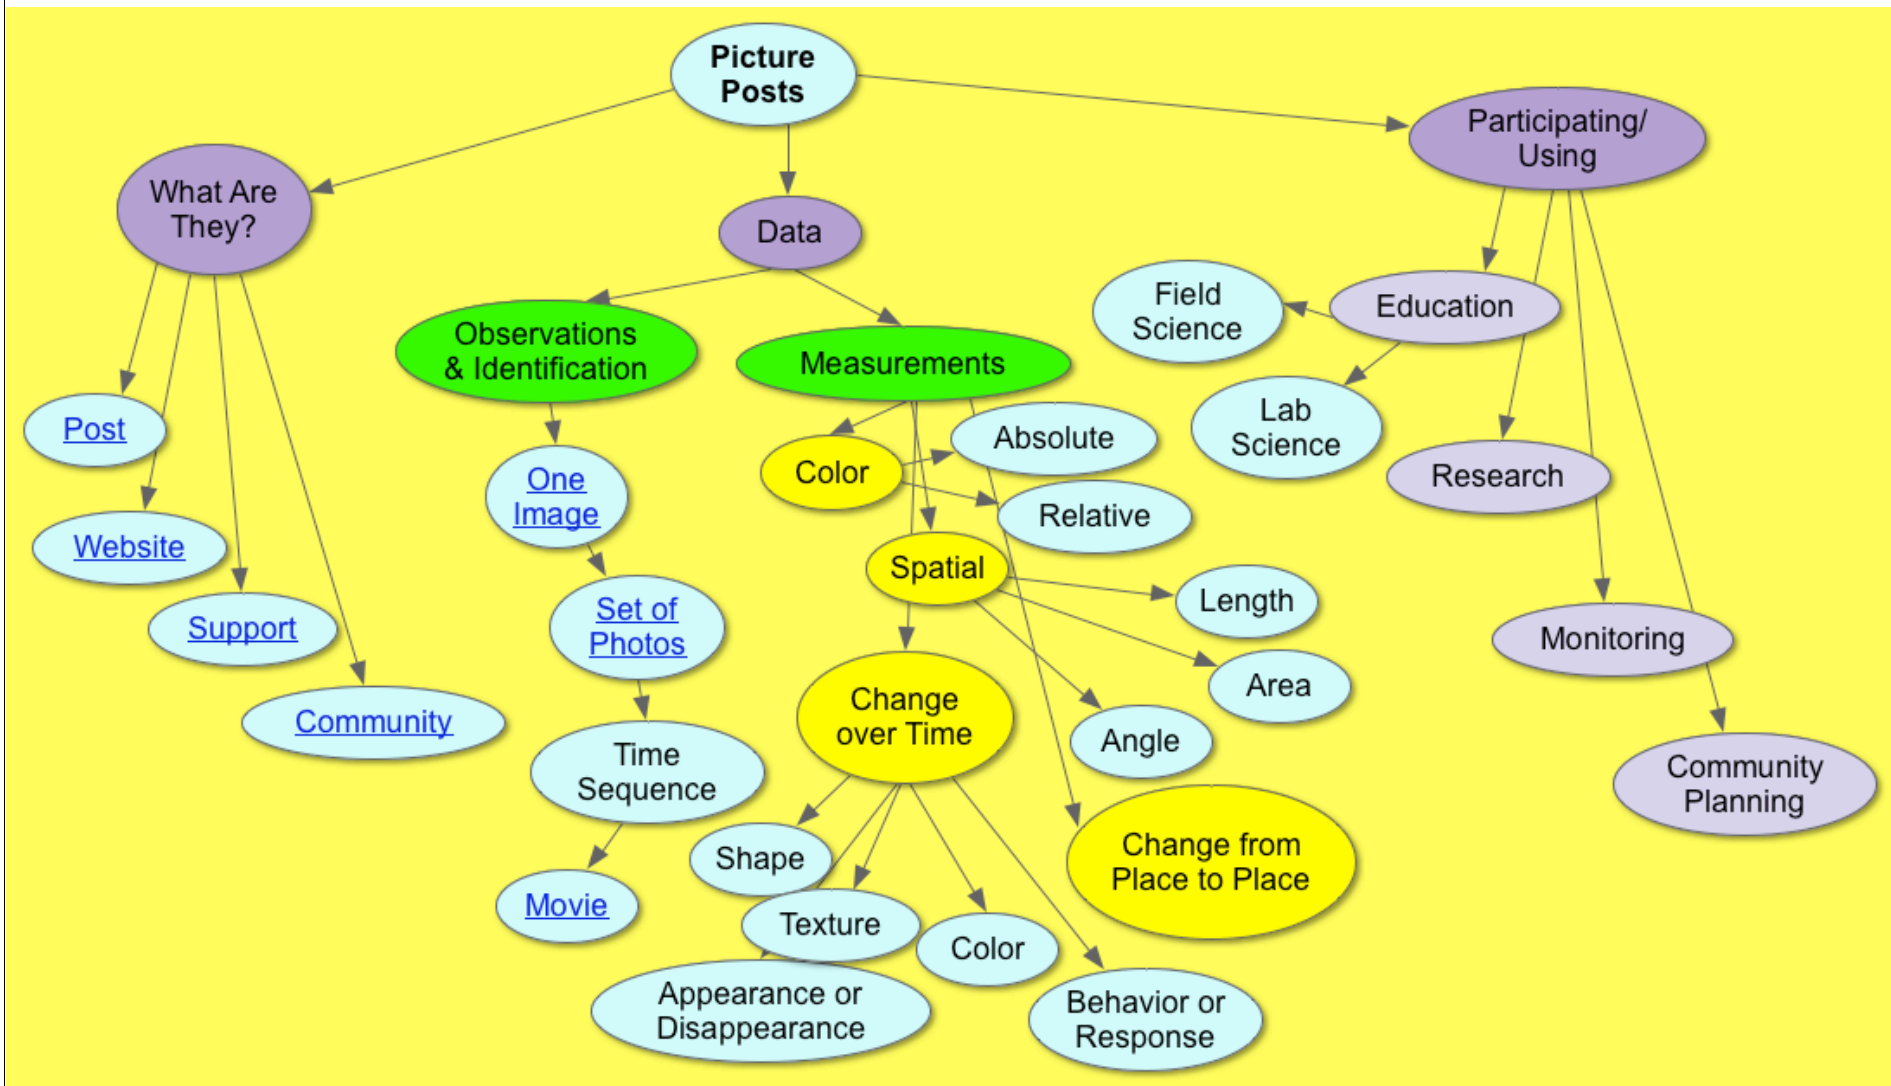 Picture
Posts
What Are
They?
Post
Website
Support
Community
Data
Observations
& Identification
One
Image
Set of
Photos
Time
Sequence
Movie
Measurements
Color
Absolute
Relative
Spatial
Length
Area
Angle
Change
over Time
Shape
Texture
Appearance or
Disappearance
Color
Behavior or
Response
Change from
Place to Place
Participating/
Using
Education
Field
Science
Lab
Science
Research
Monitoring
Community
Planning